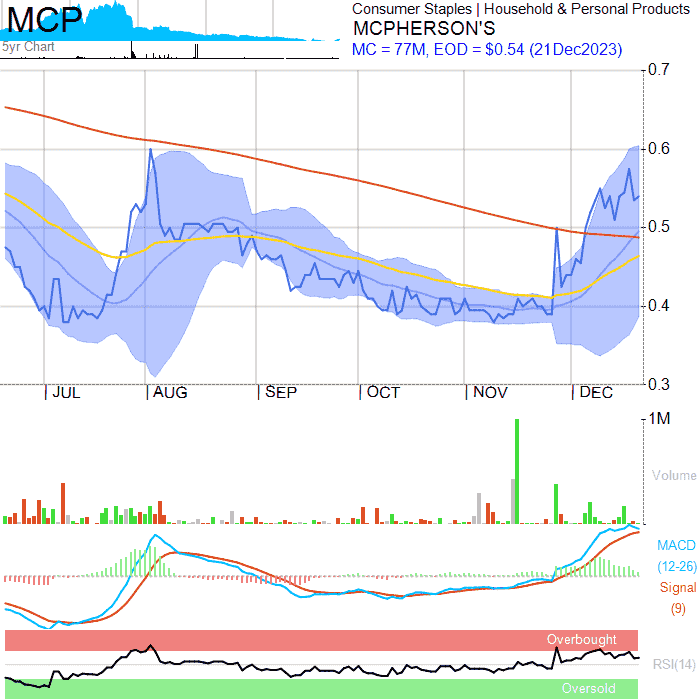 MCP
Consumer Staples | Household & Personal Products
MCPHERSON'S
5yr Chart
MC = 77M, EOD = $0.54 (21Dec2023)
0.7
0.6
0.5
0.4
0.3
| JUL
| AUG
| SEP
| OCT
| NOV
| DEC
1M
Volume
MACD
(12-26)
Signal
(9)
Overbought
RSI(14)
Oversold